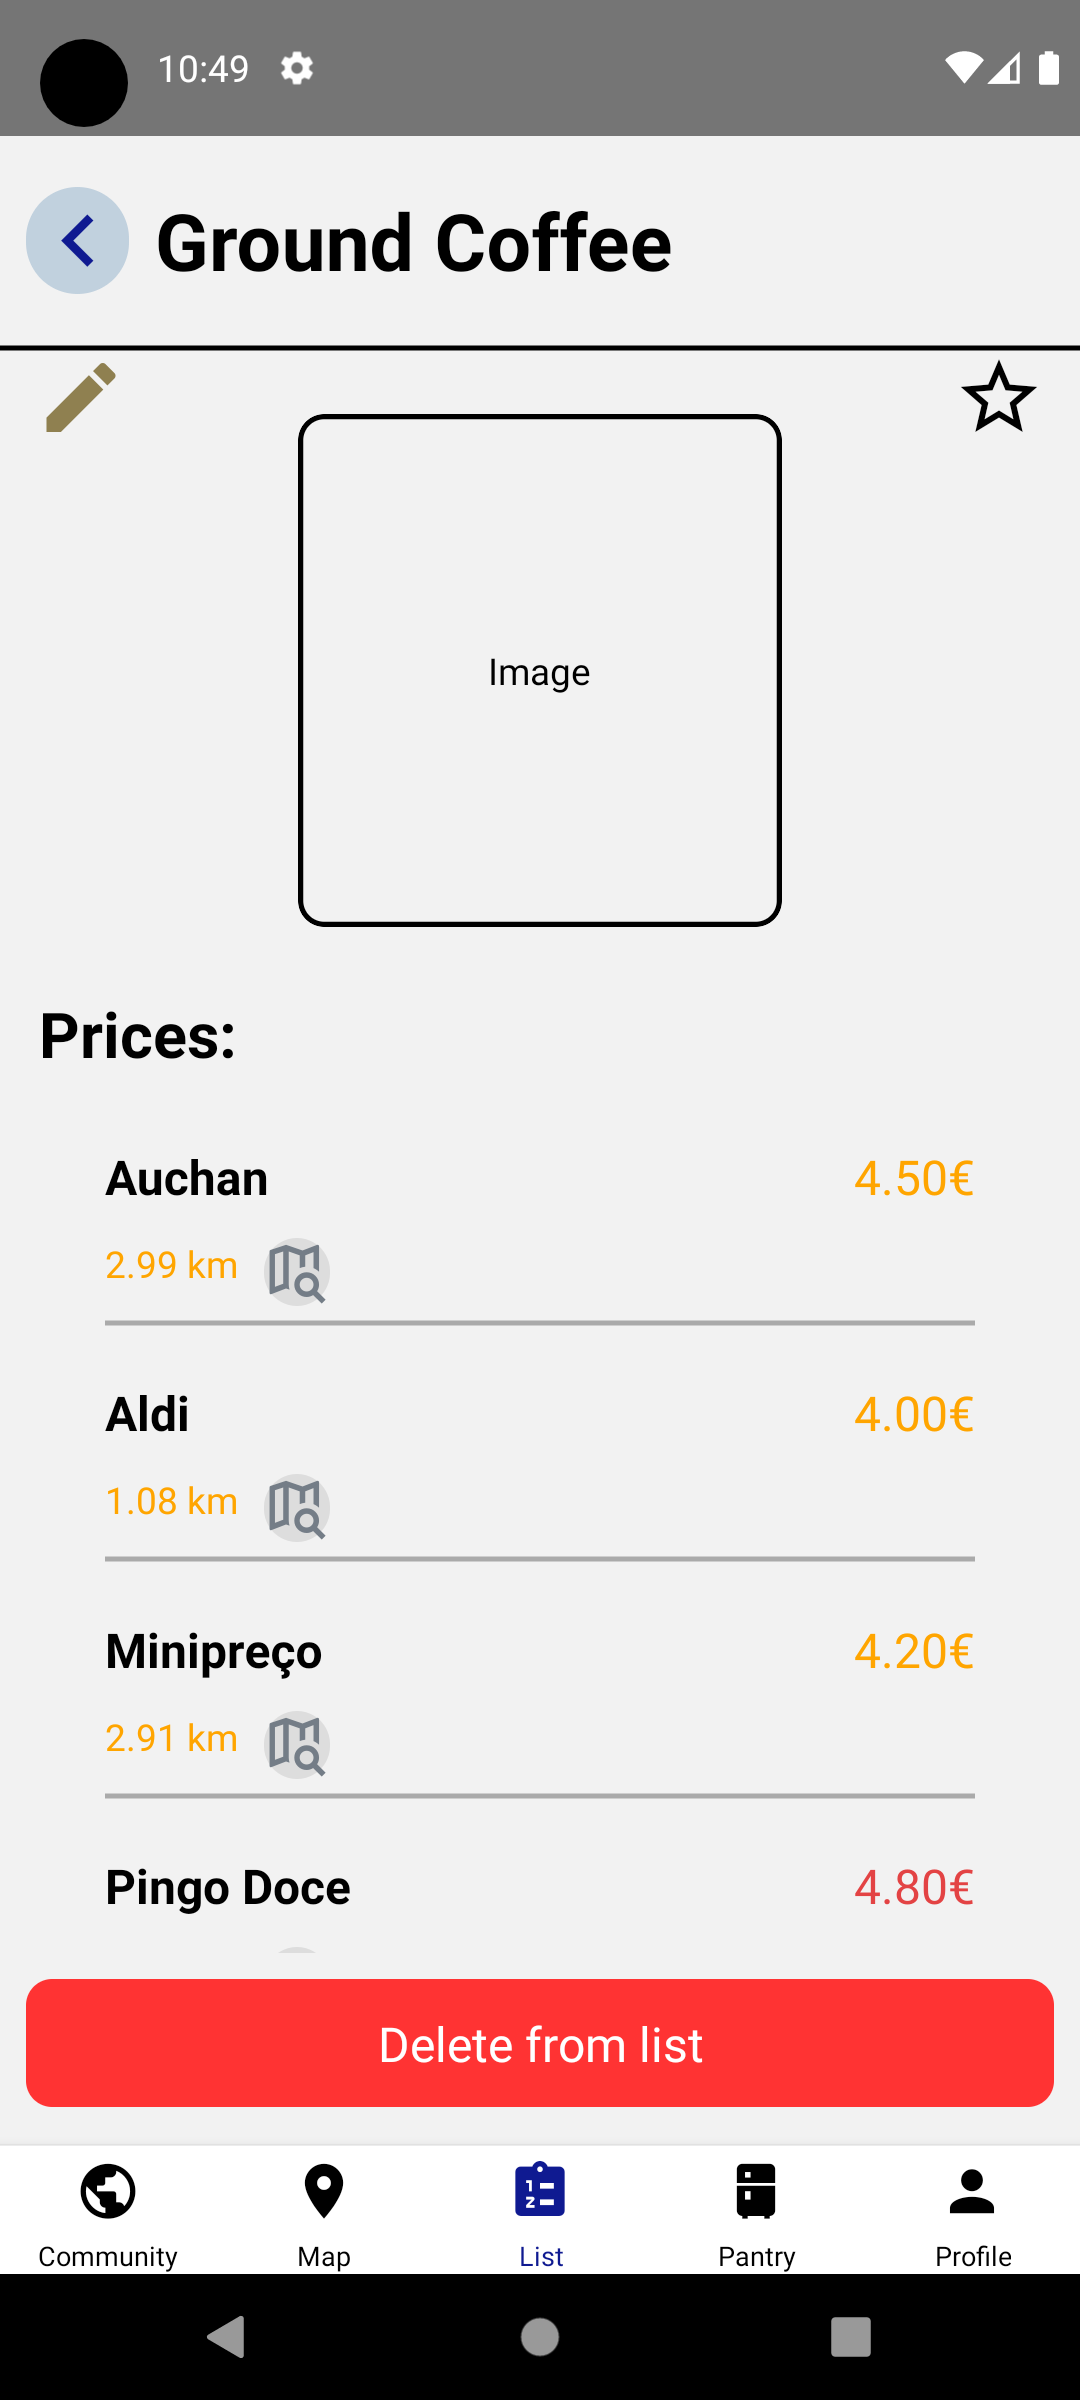 10:49
Ground Coffee
Image
Prices:
Auchan 4.50€
2.99 km
Aldi 4.00€
1.08 km
Minipreço 4.20€
2.91 km
Pingo Doce 4.80€
Delete from list
Community Map List Pantry Profile